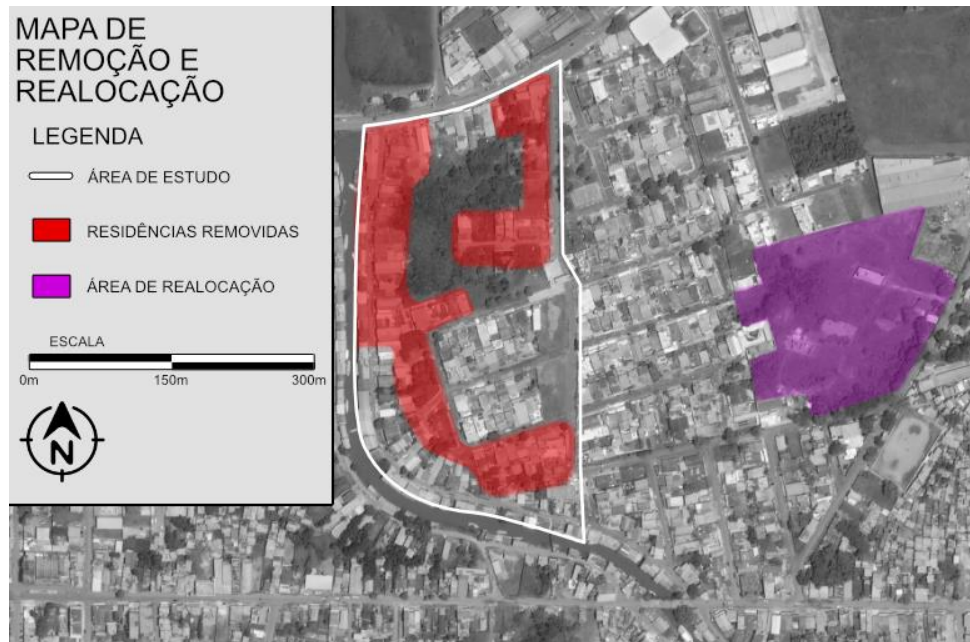 MAPA DE
REMOÇÃO E
REALOCAÇÃO
LEGENDA
ÁREA DE ESTUDO
RESIDÊNCIAS REMOVIDAS
ÁREA DE REALOCAÇÃO
ESCALA
0m 150m 300m
N